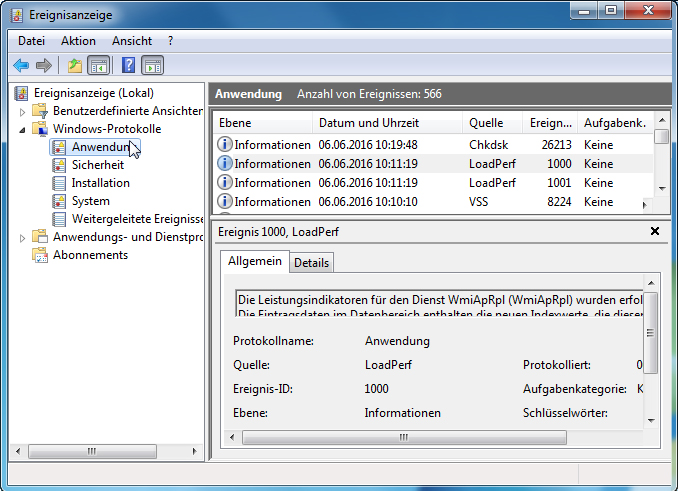 Ereignisanzeige
Datei Aktion Ansicht ?
Ereignisanzeige (Lokal)
Benutzerdefinierte Ansichten
Windows-Protokolle
Anwendung
Sicherheit
Installation
System
Weitergeleitete Ereignisse
Anwendungs- und Dienstpro
Abonnements
Anwendung Anzahl von Ereignissen: 566
Ebene Datum und Uhrzeit Quelle Ereign... Aufgabenk.
Informationen 06.06.2016 10:19:48 Chkdsk 26213 Keine
Informationen 06.06.2016 10:11:19 LoadPerf 1000 Keine
Informationen 06.06.2016 10:11:19 LoadPerf 1001 Keine
Informationen 06.06.2016 10:10:10 VSS 8224 Keine
Ereignis 1000, LoadPerf
Allgemein Details
Die Leistungsindikatoren für den Dienst WmiApRpl (WmiApRpl) wurden erfol
Die Eintragsdaten im Datenbereich enthalten die neuen Indexwerte, die diesen
Protokollname: Anwendung
Quelle: LoadPerf Protokolliert: 0
Ereignis-ID: 1000 Aufgabenkategorie: K
Ebene: Informationen Schlüsselwörter: